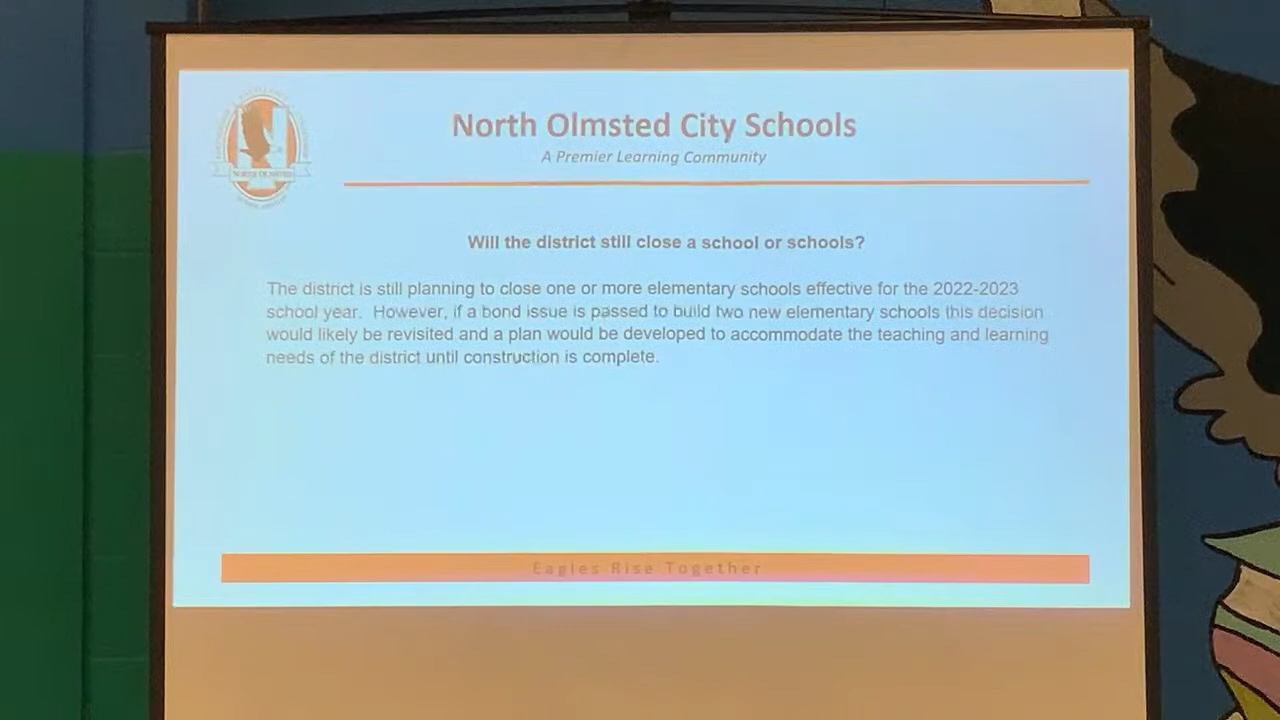 North Olmsted City Schools
A Premier Learning Community
NORTH OLMSTED
Will the district still close a school or schools?
The district is still planning to close one or more elementary schools effective for the 2022-2023
school year.  However, if a bond issue is passed to build two new elementary schools this decision
would likely be revisited and a plan would be developed to accommodate the teaching and learning
needs of the district until construction is complete.
Eagles Rise Together